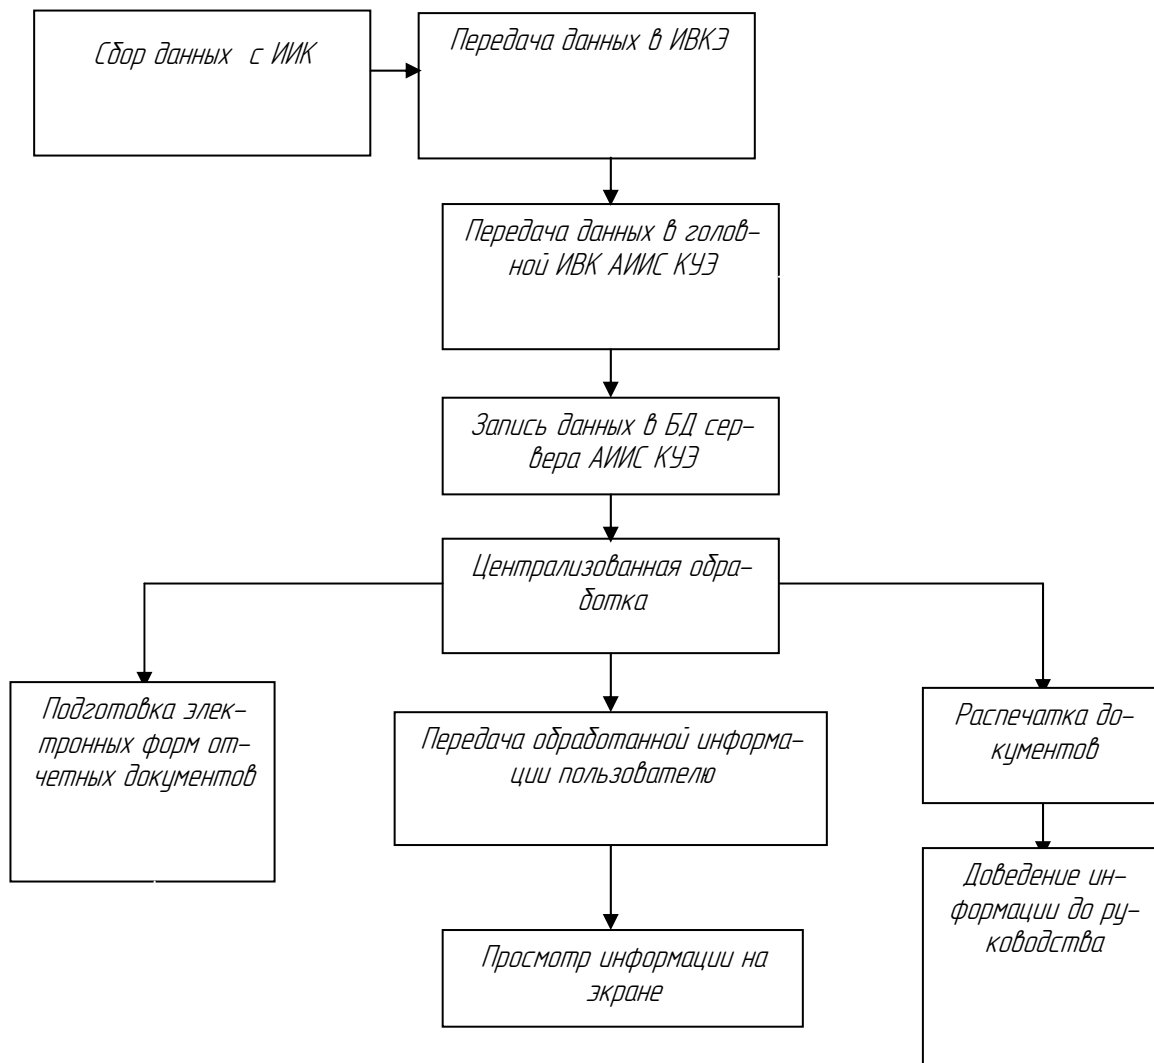 Сбор данных с ИИК
Передача данных в ИВКЭ
Передача данных в голов-
ной ИВК АИИС КУЭ
Запись данных в БД сер-
вера АИИС КУЭ
Централизованная обра-
ботка
Подготовка элек-
тронных форм от-
четных документов
Передача обработанной информа-
ции пользователю
Распечатка до-
кументов
Доведение ин-
формации до ру-
ководства
Просмотр информации на
экране